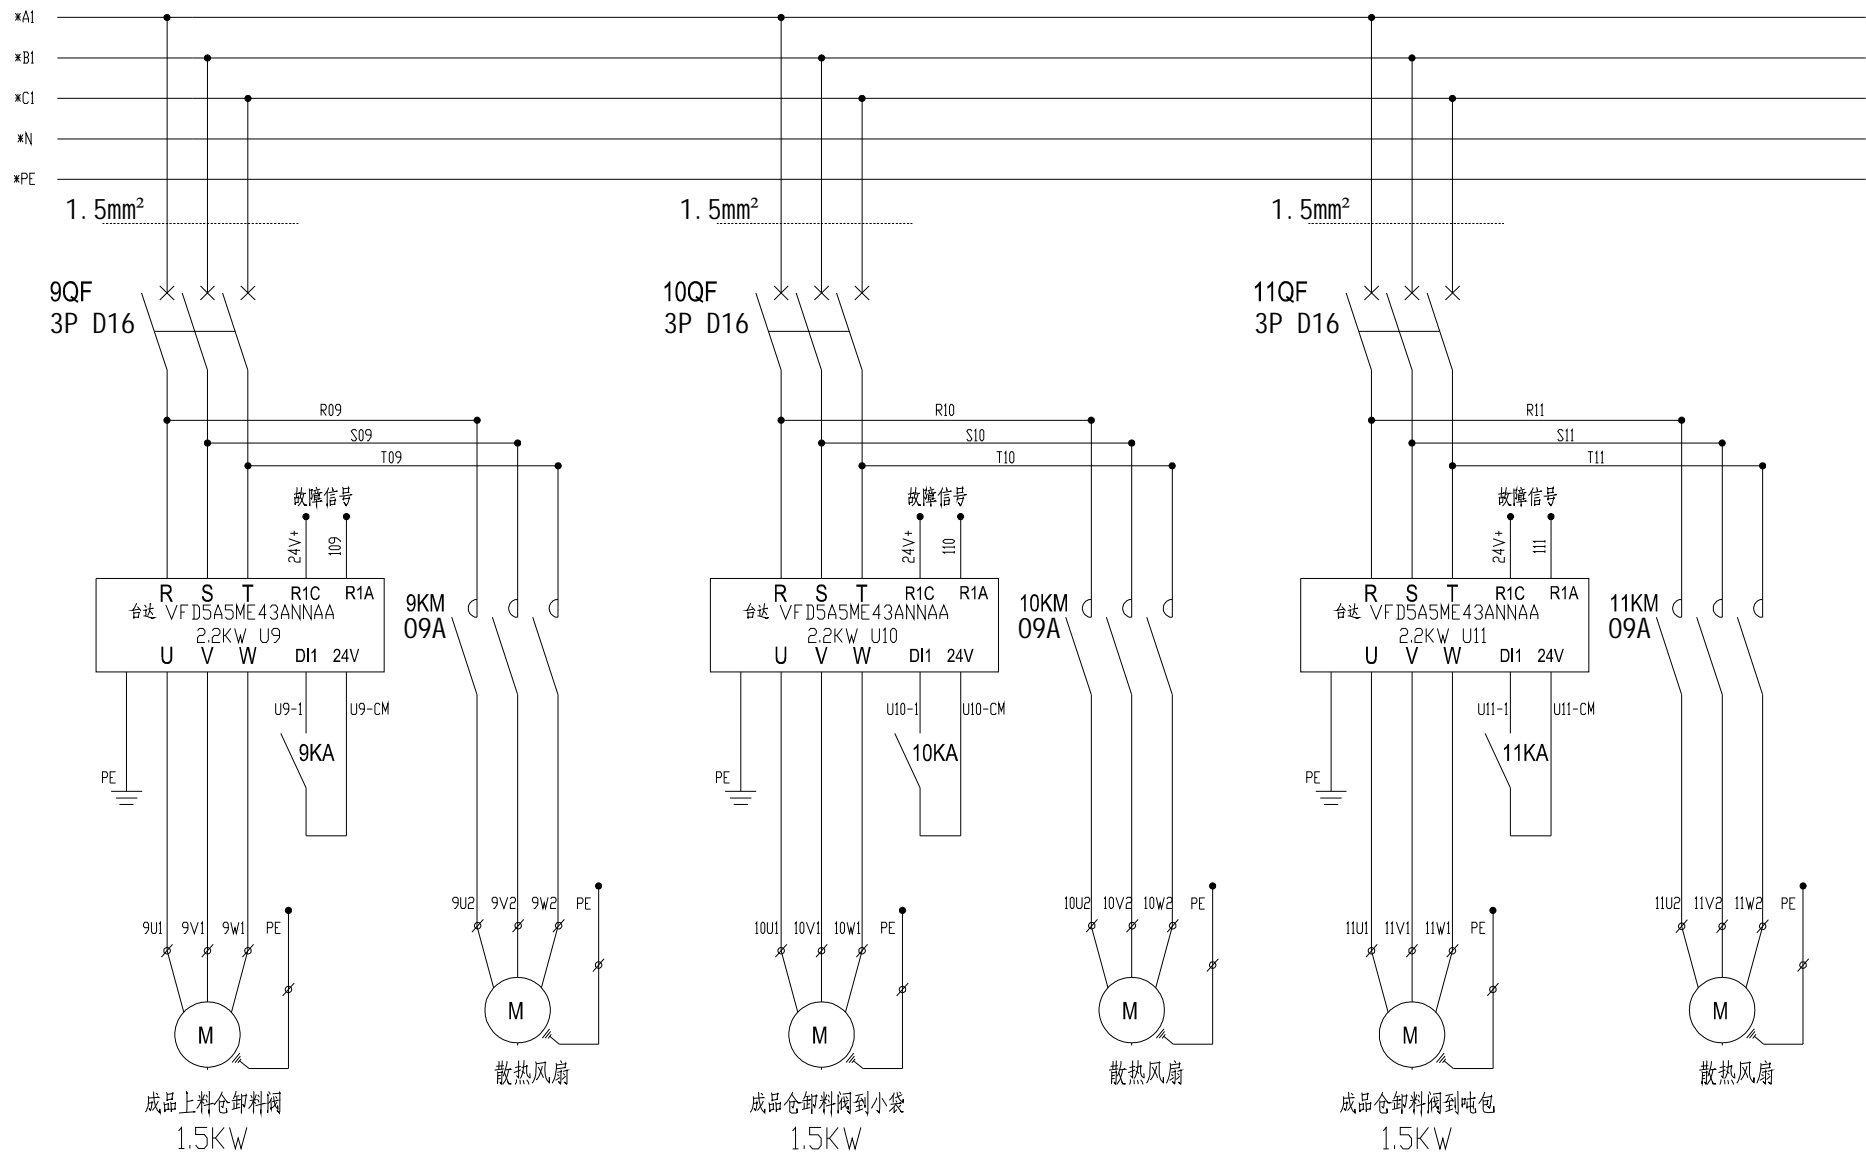 *A1
*B1
*C1
*N
*PE
1.5mm² 1.5mm² 1.5mm²
9QF 10QF 11QF
3P D16 3P D16 3P D16
R09 R10 R11
S09 S10 S11
T09 T10 T11
故障信号 故障信号 故障信号
24V+ 109 24V+ 110 24V+ 111
R S T R1C R1A 9KM R S T R1C R1A 10KM R S T R1C R1A 11KM
台达 VFD5A5ME43ANNAA 09A 台达 VFD5A5ME43ANNAA 09A 台达 VFD5A5ME43ANNAA 09A
2.2KW U9 2.2KW U10 2.2KW U11
U V W DI1 24V U V W DI1 24V U V W DI1 24V
U9-1 U9-CM U10-1 U10-CM U11-1 U11-CM
9KA 10KA 11KA
PE PE PE
9U2 9V2 9W2 PE 10U2 10V2 10W2 PE 11U2 11V2 11W2 PE
9U1 9V1 9W1 PE 10U1 10V1 10W1 PE 11U1 11V1 11W1 PE
M M M M M M
散热风扇 散热风扇 散热风扇
成品上料仓卸料阀 成品仓卸料阀到小袋 成品仓卸料阀到吨包
1.5KW 1.5KW 1.5KW